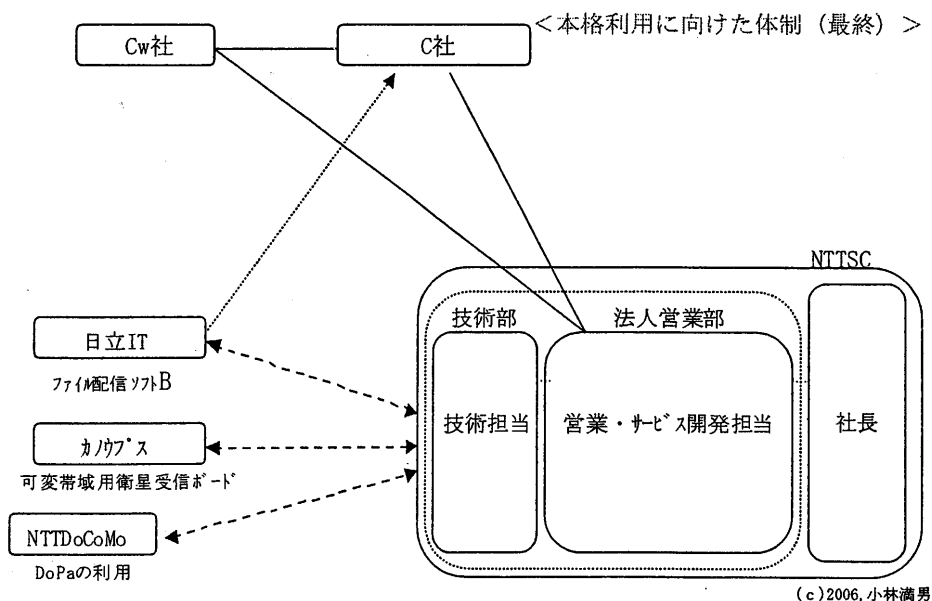 <本格利用に向けた体制（最終）>
Cw社
C社
NTTSC
技術部
法人営業部
日立IT
ﾌｧｲﾙ配信ｿﾌﾄB
技術担当
営業・ｻｰﾋﾞｽ開発担当
社長
ｶﾉｳﾌﾟｽ
可変帯域用衛星受信ﾎﾞｰﾄﾞ
NTTDoCoMo
DoPaの利用
(c)2006,小林満男